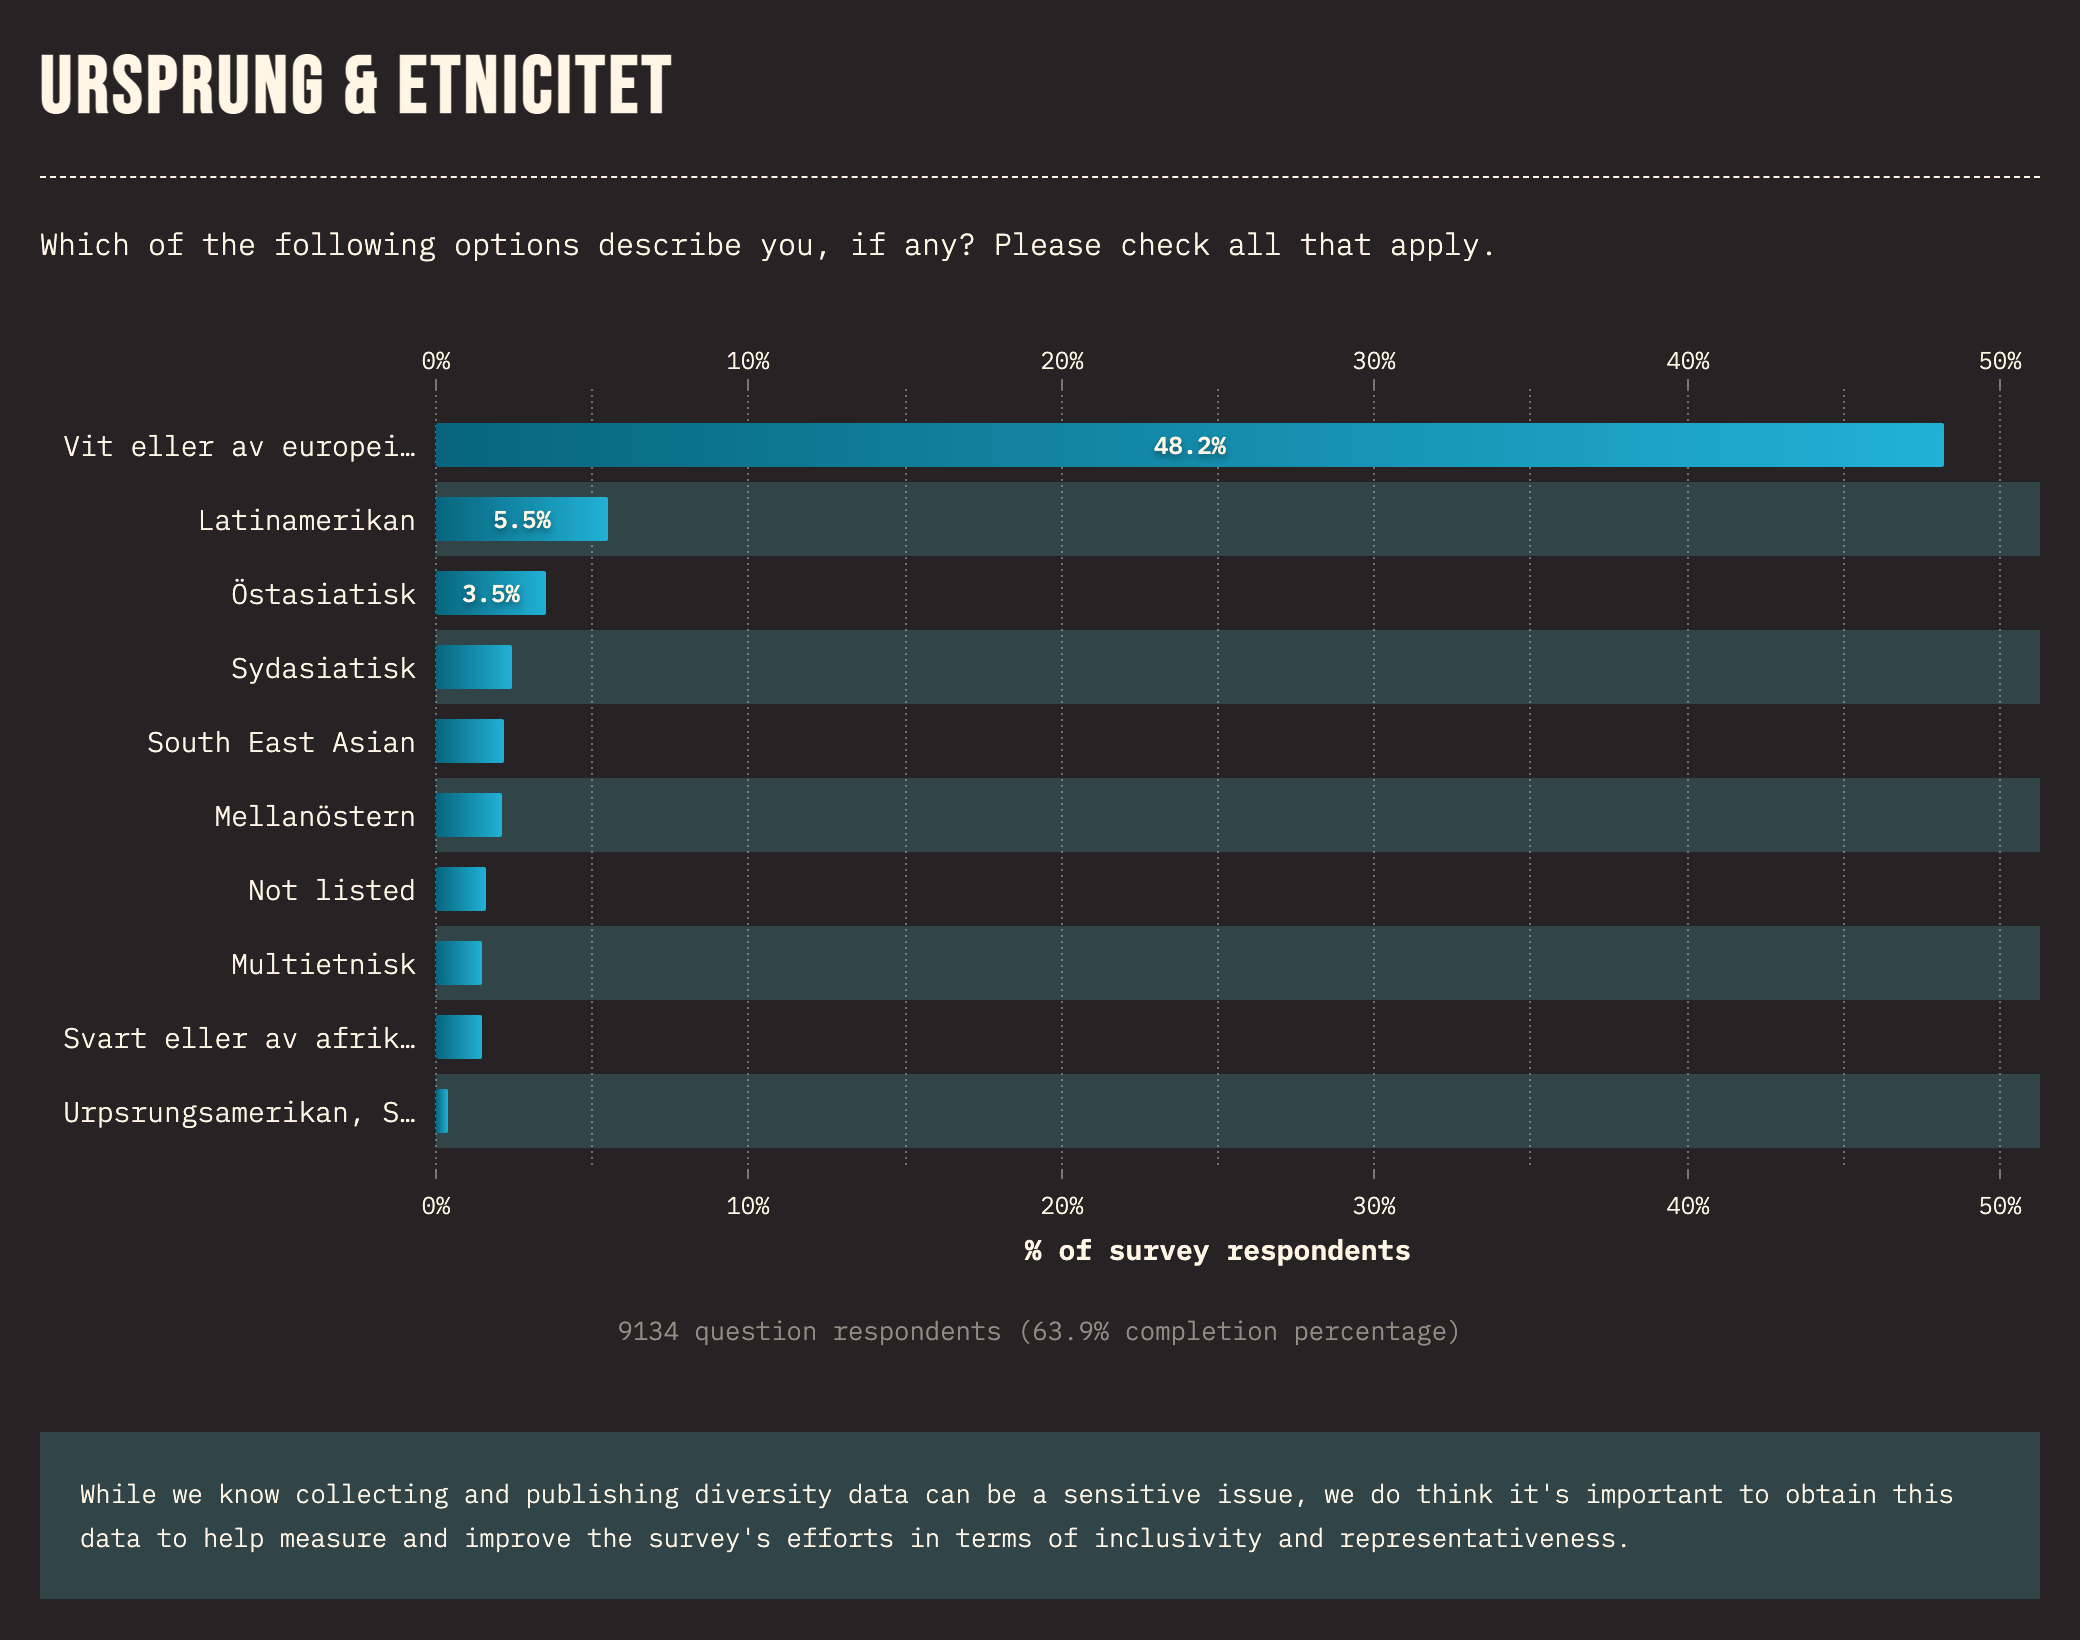 URSPRUNG & ETNICITET
Which of the following options describe you, if any? Please check all that apply.
0% 10% 20% 30% 40% 50%
Vit eller av europei… 48.2%
Latinamerikan 5.5%
Östasiatisk 3.5%
Sydasiatisk
South East Asian
Mellanöstern
Not listed
Multietnisk
Svart eller av afrik…
Urpsrungsamerikan, S…
0% 10% 20% 30% 40% 50%
% of survey respondents
9134 question respondents (63.9% completion percentage)
While we know collecting and publishing diversity data can be a sensitive issue, we do think it's important to obtain this
data to help measure and improve the survey's efforts in terms of inclusivity and representativeness.